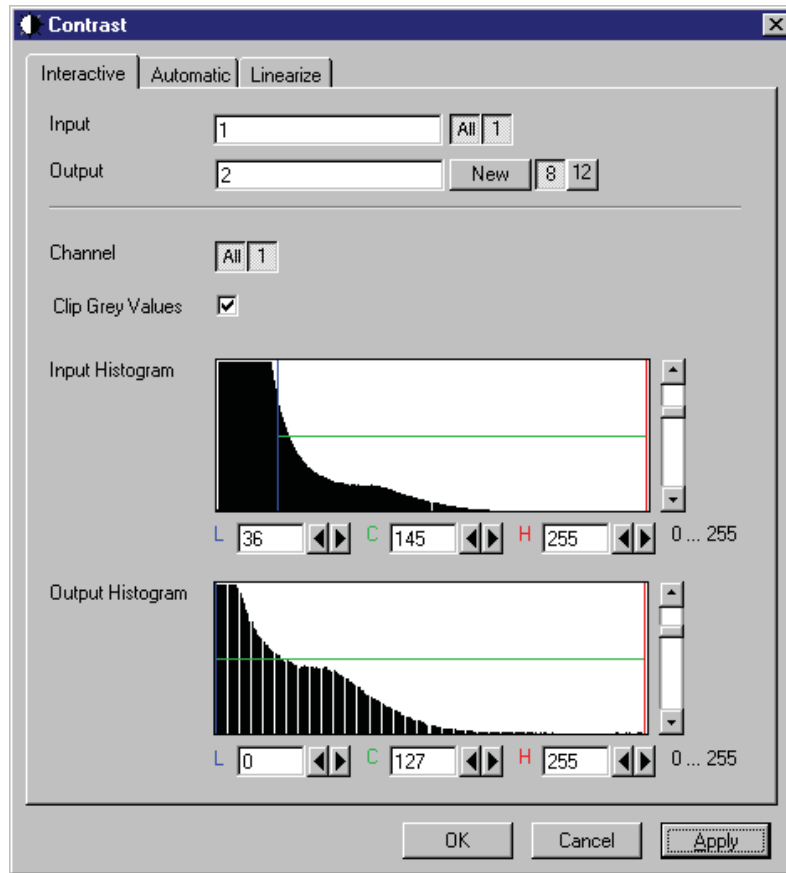 Contrast
Interactive Automatic Linearize
Input 1 All 1
Output 2 New 8 12
Channel All 1
Clip Grey Values
Input Histogram
L 36 C 145 H 255 0 ... 255
Output Histogram
L 0 C 127 H 255 0 ... 255
OK Cancel Apply